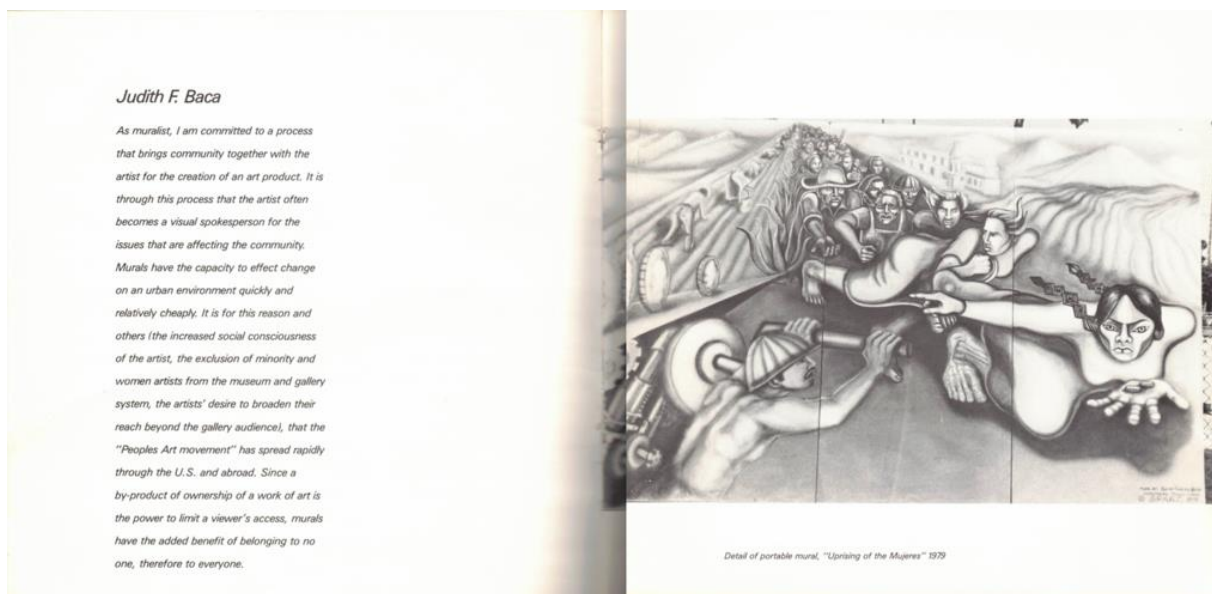 Judith F. Baca
As muralist, I am committed to a process
that brings community together with the
artist for the creation of an art product. It is
through this process that the artist often
becomes a visual spokesperson for the
issues that are affecting the community.
Murals have the capacity to effect change
on an urban environment quickly and
relatively cheaply. It is for this reason and
others (the increased social consciousness
of the artist, the exclusion of minority and
women artists from the museum and gallery
system, the artists' desire to broaden their
reach beyond the gallery audience), that the
"Peoples Art movement" has spread rapidly
through the U.S. and abroad. Since a
by-product of ownership of a work of art is
the power to limit a viewer's access, murals
have the added benefit of belonging to no
one, therefore to everyone.
Detail of portable mural, "Uprising of the Mujeres" 1979